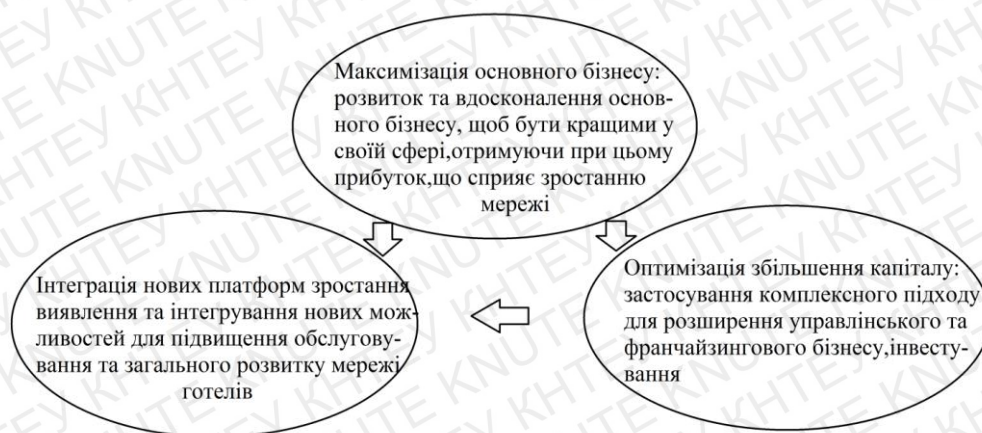 Максимізація основного бізнесу:
розвиток та вдосконалення основ-
ного бізнесу, щоб бути кращими у
своїй сфері,отримуючи при цьому
прибуток,що сприяє зростанню
мережі
Інтеграція нових платформ зростання
виявлення та інтегрування нових мож-
ливостей для підвищення обслугову-
вання та загального розвитку мережі
готелів
Оптимізація збільшення капіталу:
застосування комплексного підходу
для розширення управлінського та
франчайзингового бізнесу,інвесту-
вання
KNUTE КНТЕУ